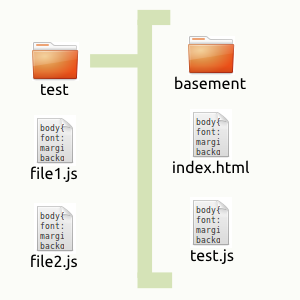 test
body{
font:
margi
backg
file1.js
body{
font:
margi
backg
file2.js
basement
body{
font:
margi
backg
index.html
body{
font:
margi
backg
test.js